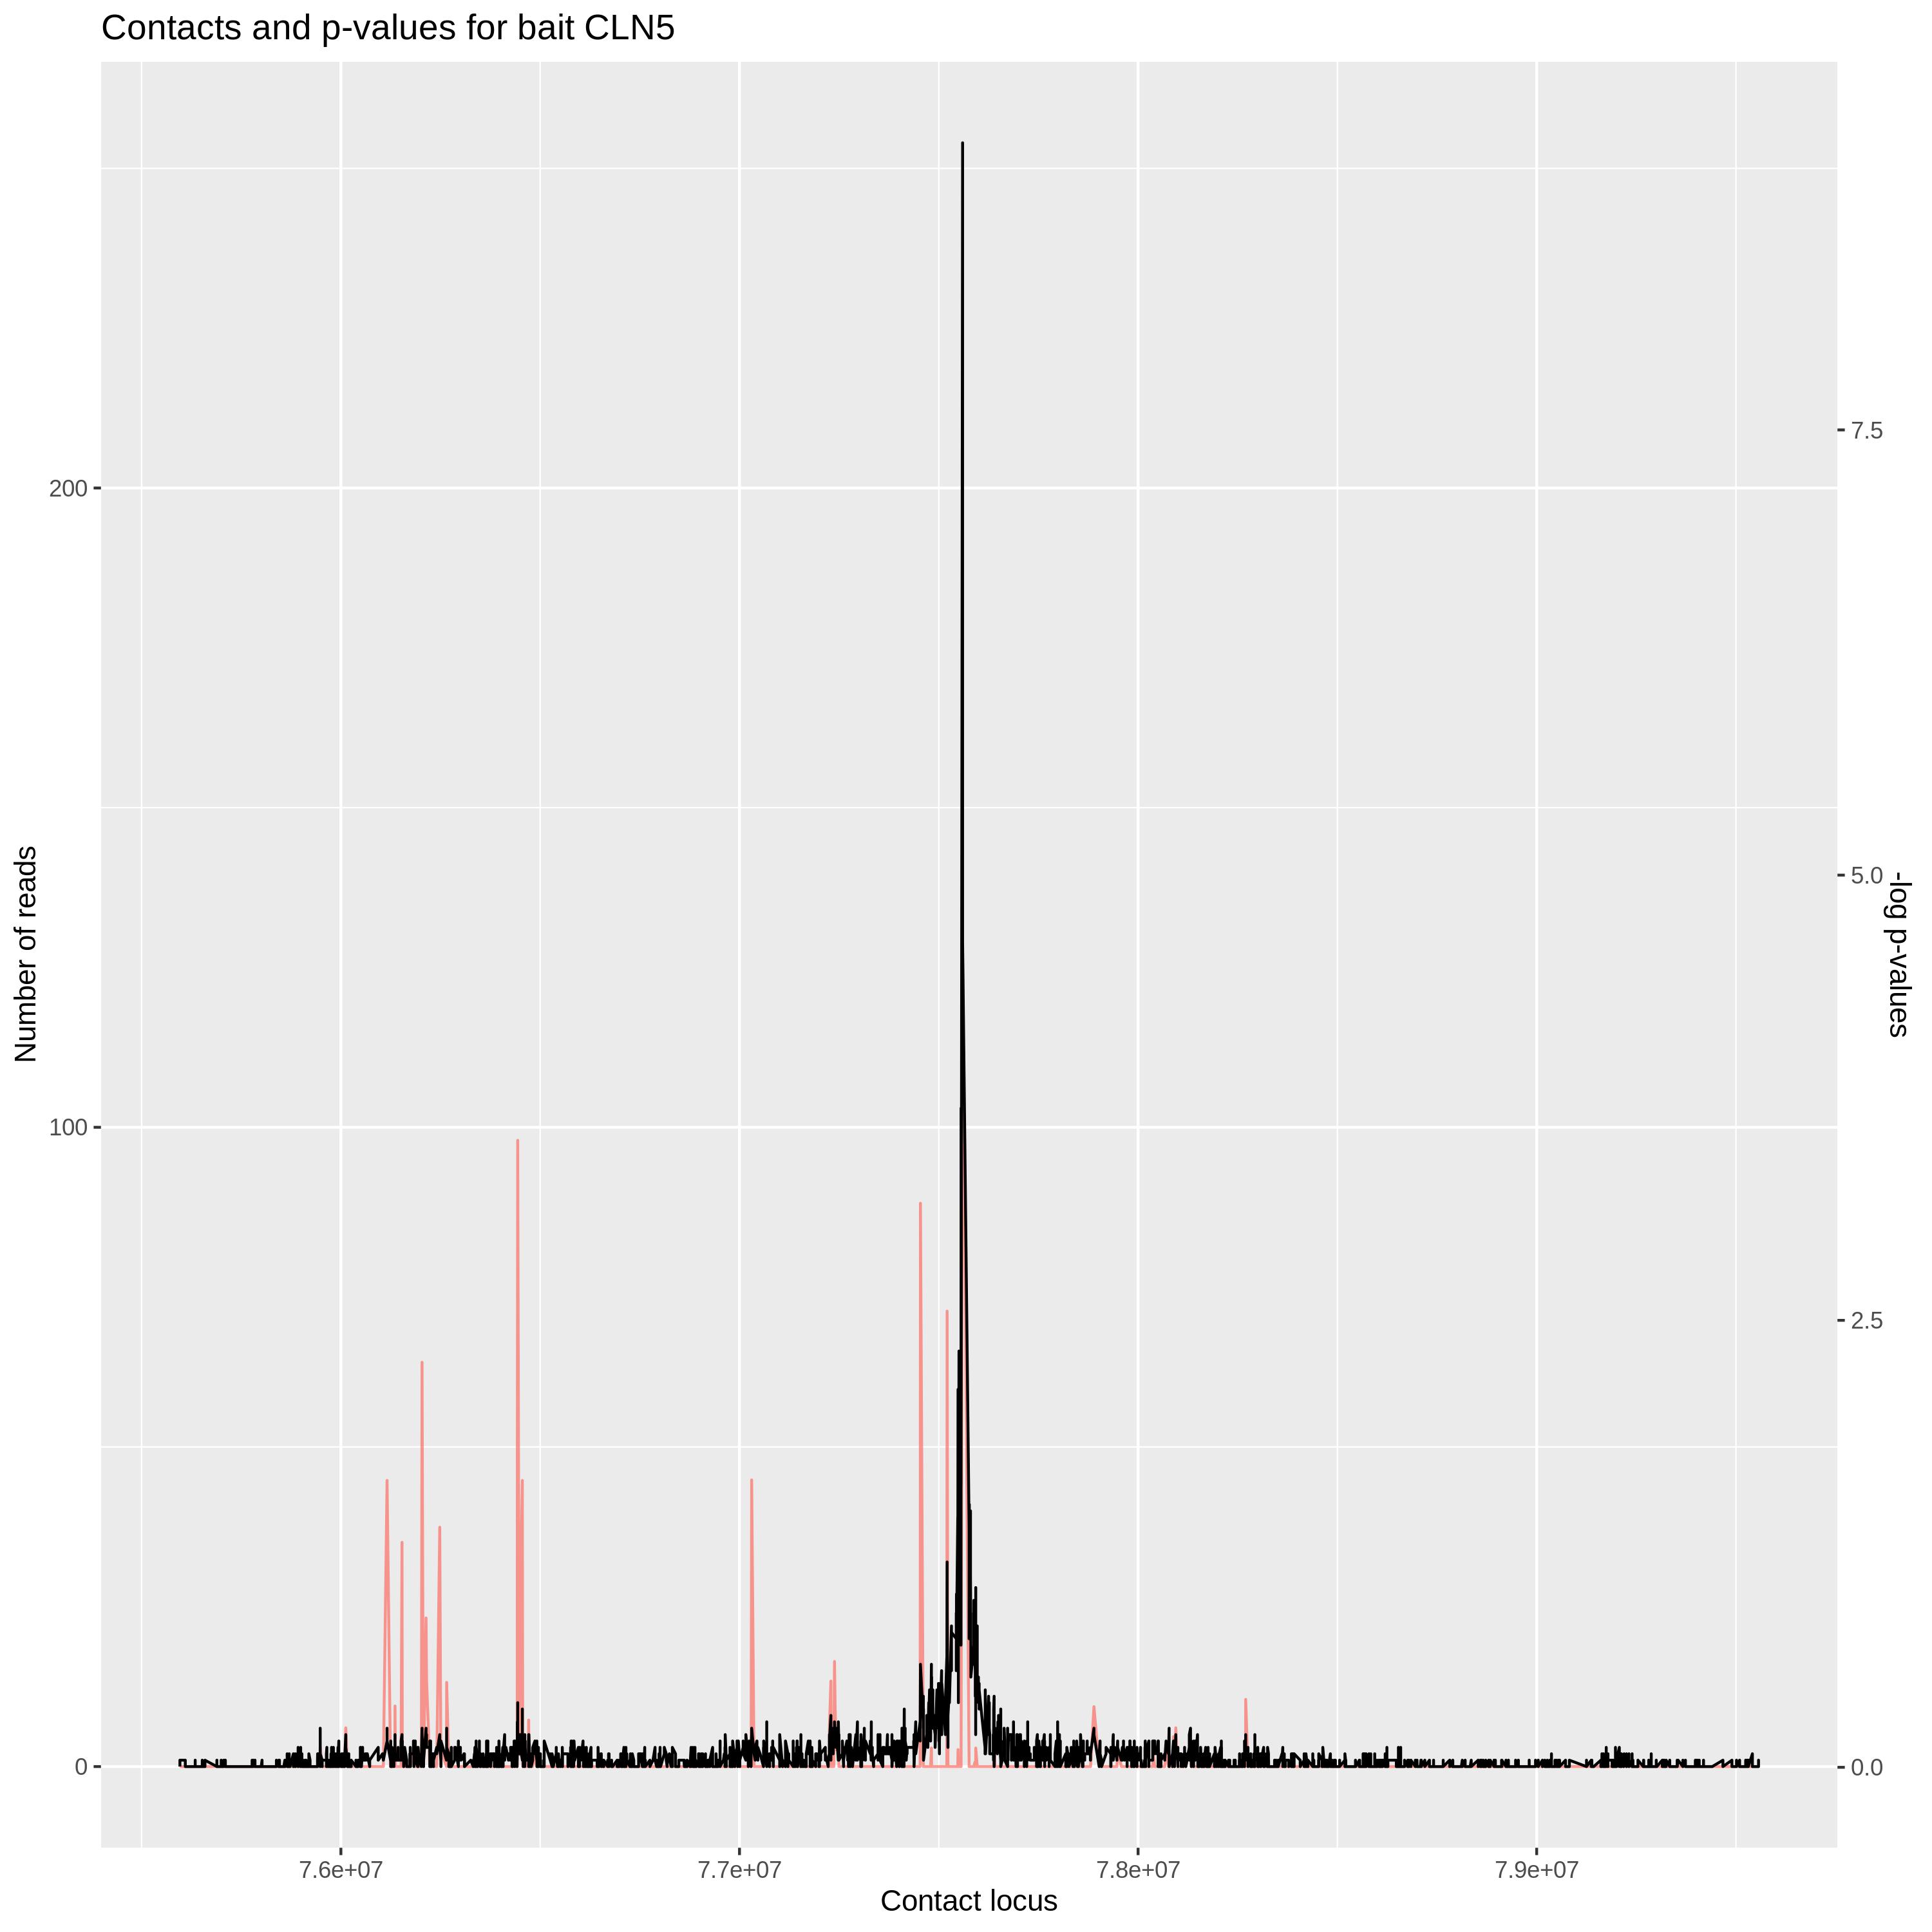 Contacts and p-values for bait CLN5
200
100
0
Number of reads
7.5
5.0
2.5
0.0
-log p-values
7.6e+07 7.7e+07 7.8e+07 7.9e+07
Contact locus